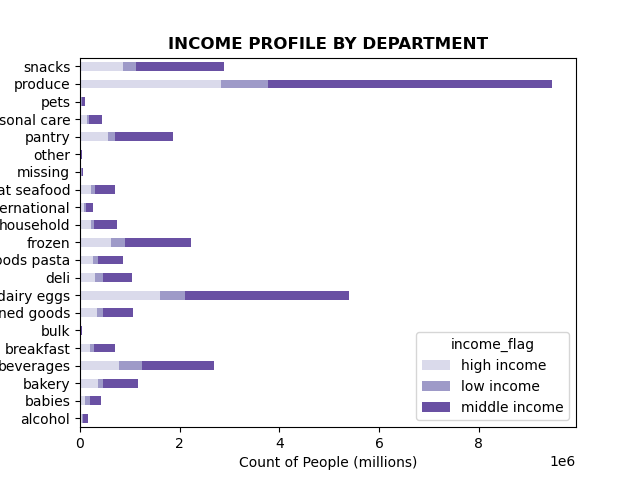 INCOME PROFILE BY DEPARTMENT
snacks
produce
pets
sonal care
pantry
other
missing
at seafood
ernational
household
frozen
oods pasta
deli
dairy eggs
ned goods
bulk
breakfast
beverages
bakery
babies
alcohol
income_flag
high income
low income
middle income
0 2 4 6 8
1e6
Count of People (millions)